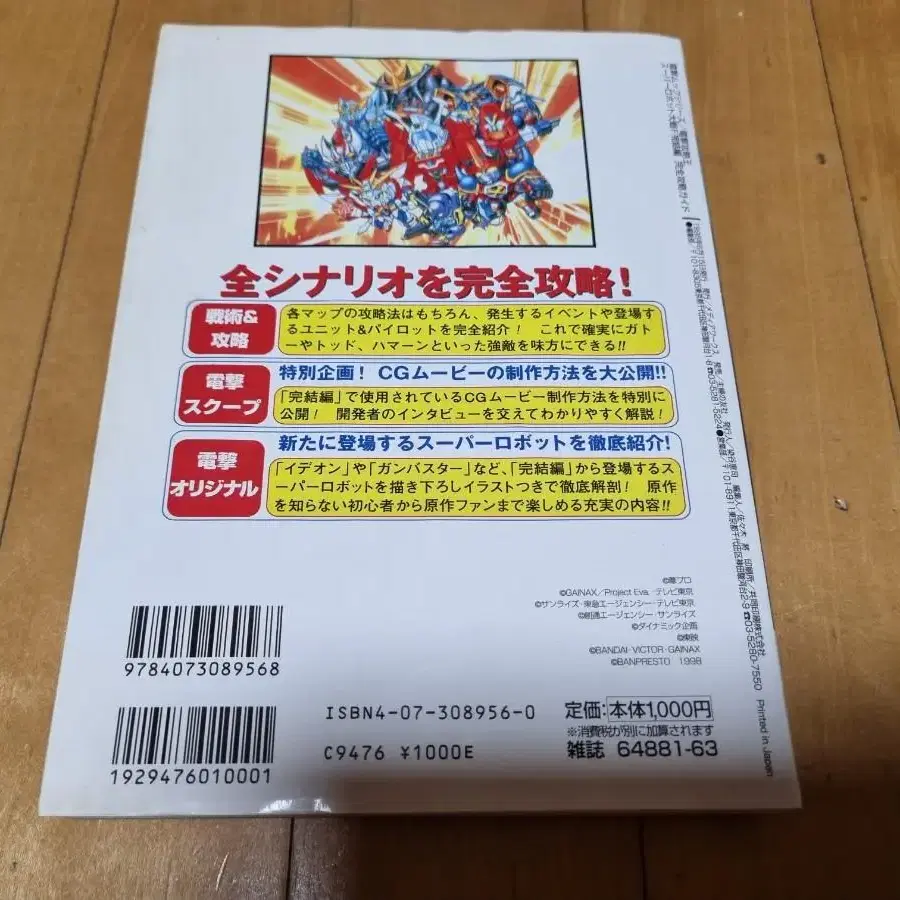 全シナリオを完全攻略!
戦術&
攻略
各マップの攻略法はもちろん、発生するイベントや登場す
るユニット&パイロットを完全紹介! これで確実にガト
ーやトッド、ハマーンといった強敵を味方にできる!!
電撃
スクープ
特別企画! CGムービーの制作方法を大公開!!
「完結編」で使用されているCGムービー制作方法を特別に
公開! 開発者のインタビューを交えてわかりやすく解説!
電撃
オリジナル
新たに登場するスーパーロボットを徹底紹介!
「イデオン」や「ガンバスター」など、「完結編」から登場するス
ーパーロボットを描き下ろしイラストつきで徹底解剖! 原作
を知らない初心者から原作ファンまで楽しめる充実の内容!!
©葦プロ
©GAINAX/Project Eva.・テレビ東京
©サンライズ・東急エージェンシー・テレビ東京
©創通エージェンシー・サンライズ
©ダイナミック企画
©東映
©BANDAI・VICTOR・GAINAX
©BANPRESTO 1998
9784073089568
1929476010001
ISBN4-07-308956-0
C9476 ¥1000E
定価:本体1,000円
※消費税が別に加算されます
雑誌 64881-63
Printed in Japan